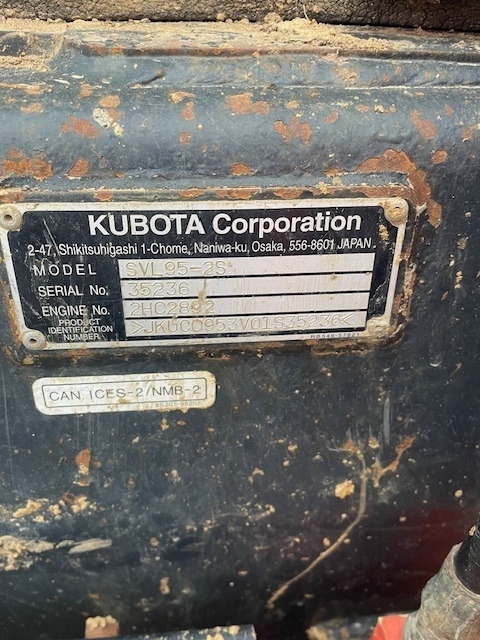 KUBOTA Corporation
2-47, Shikitsuhigashi 1-Chome, Naniwa-ku, Osaka, 556-8601 JAPAN
MODEL SVL95-2S
SERIAL No. 35236
ENGINE No. 2HC2892
PRODUCT IDENTIFICATION NUMBER >JKUC0953V01S35236<
CAN ICES-2/NMB-2